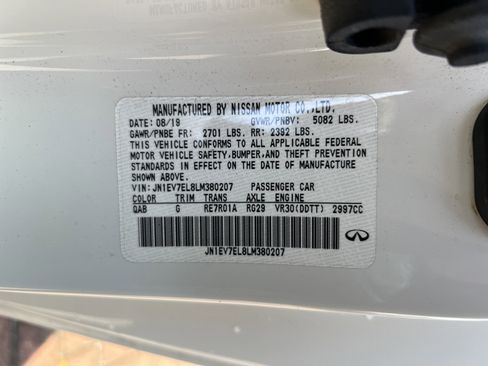 MANUFACTURED BY NISSAN MOTOR CO.,LTD.
DATE: 08/19 GVWR/PNBV: 5082 LBS.
GAWR/PNBE FR: 2701 LBS. RR: 2392 LBS.
THIS VEHICLE CONFORMS TO ALL APPLICABLE FEDERAL
MOTOR VEHICLE SAFETY, BUMPER, AND THEFT PREVENTION
STANDARDS IN EFFECT ON THE DATE OF MANUFACTURE
SHOWN ABOVE.
VIN: JN1EV7EL8LM380207 PASSENGER CAR
COLOR TRIM TRANS AXLE ENGINE
QAB G RE7R01A RG29 VR30(DDTT) 2997CC
JN1EV7EL8LM380207